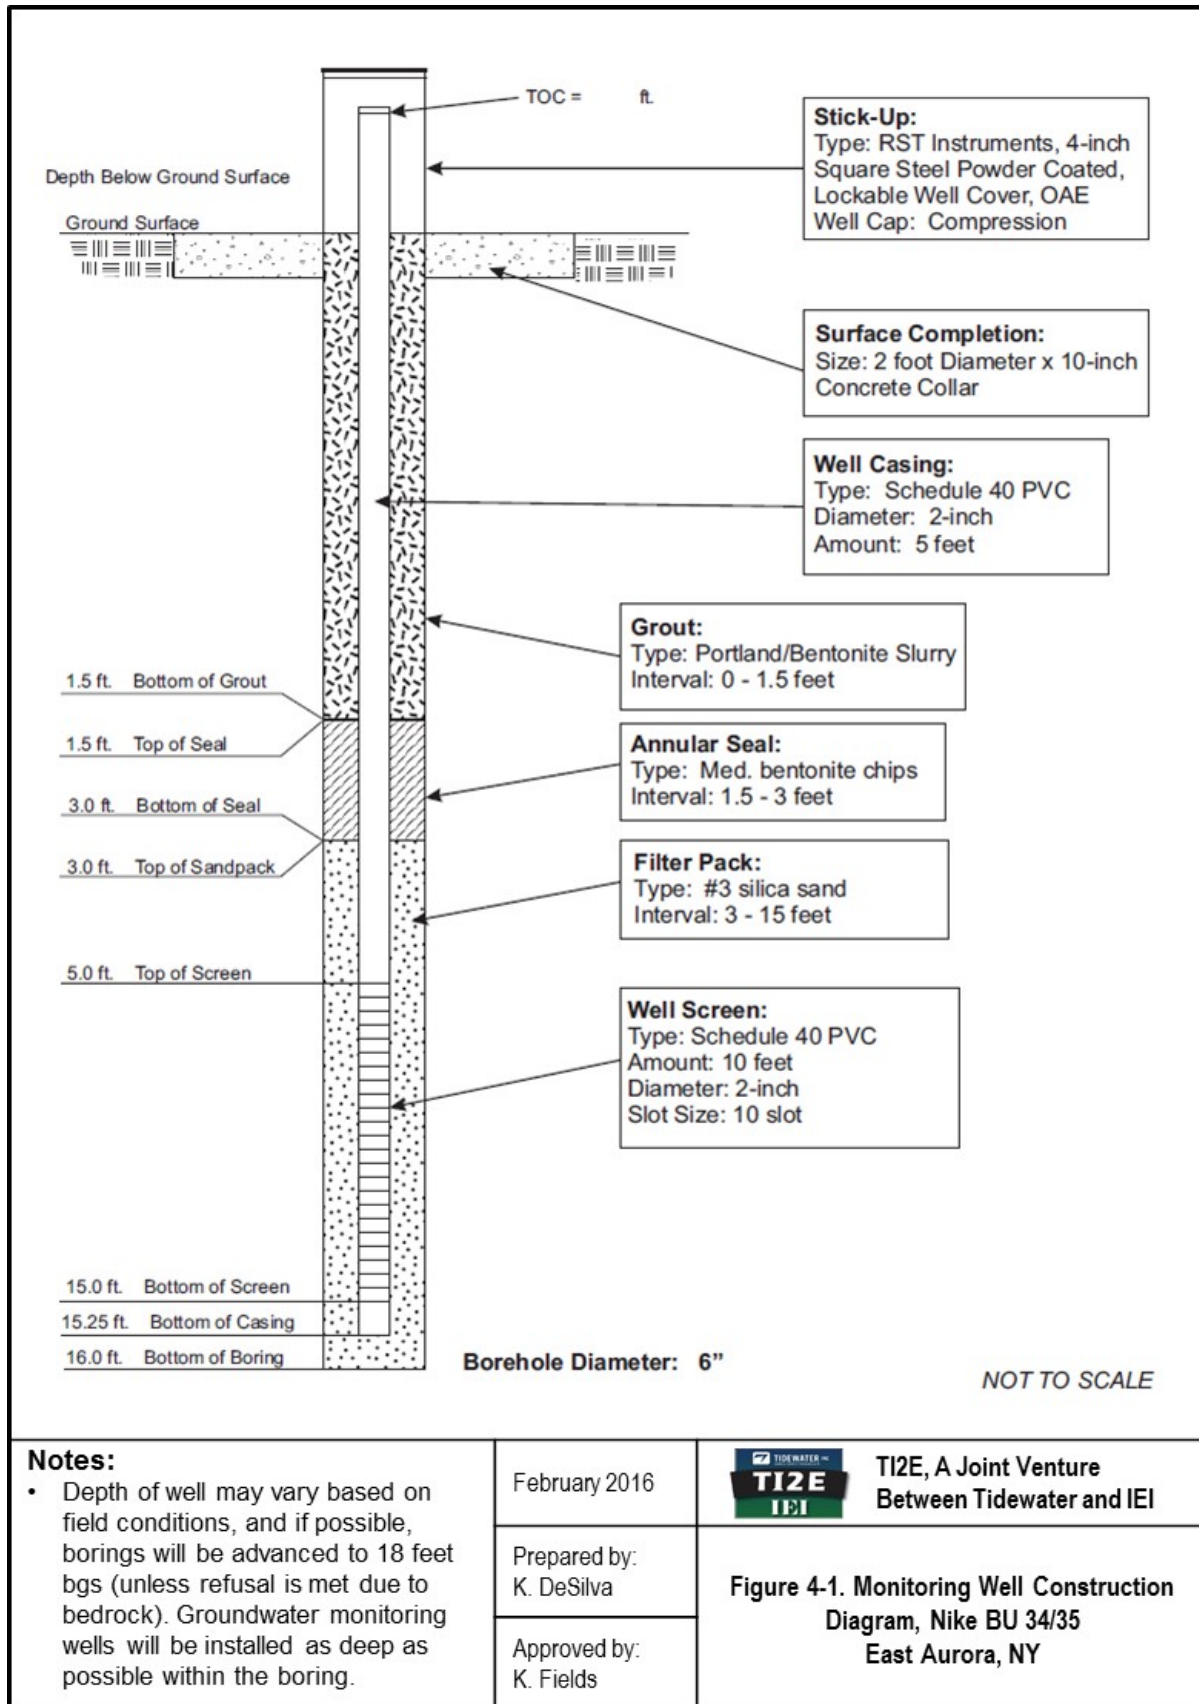 TOC =        ft.
Stick-Up:
Type: RST Instruments, 4-inch
Square Steel Powder Coated,
Lockable Well Cover, OAE
Well Cap: Compression
Depth Below Ground Surface
Ground Surface
Surface Completion:
Size: 2 foot Diameter x 10-inch
Concrete Collar
Well Casing:
Type: Schedule 40 PVC
Diameter: 2-inch
Amount: 5 feet
Grout:
Type: Portland/Bentonite Slurry
Interval: 0 - 1.5 feet
1.5 ft. Bottom of Grout
1.5 ft. Top of Seal
Annular Seal:
Type: Med. bentonite chips
Interval: 1.5 - 3 feet
3.0 ft. Bottom of Seal
3.0 ft. Top of Sandpack
Filter Pack:
Type: #3 silica sand
Interval: 3 - 15 feet
5.0 ft. Top of Screen
Well Screen:
Type: Schedule 40 PVC
Amount: 10 feet
Diameter: 2-inch
Slot Size: 10 slot
15.0 ft. Bottom of Screen
15.25 ft. Bottom of Casing
16.0 ft. Bottom of Boring
Borehole Diameter: 6”
NOT TO SCALE
Notes:
• Depth of well may vary based on
field conditions, and if possible,
borings will be advanced to 18 feet
bgs (unless refusal is met due to
bedrock). Groundwater monitoring
wells will be installed as deep as
possible within the boring.
February 2016
Prepared by:
K. DeSilva
Approved by:
K. Fields
TIDEWATER
TI2E
IEI
TI2E, A Joint Venture
Between Tidewater and IEI
Figure 4-1. Monitoring Well Construction
Diagram, Nike BU 34/35
East Aurora, NY